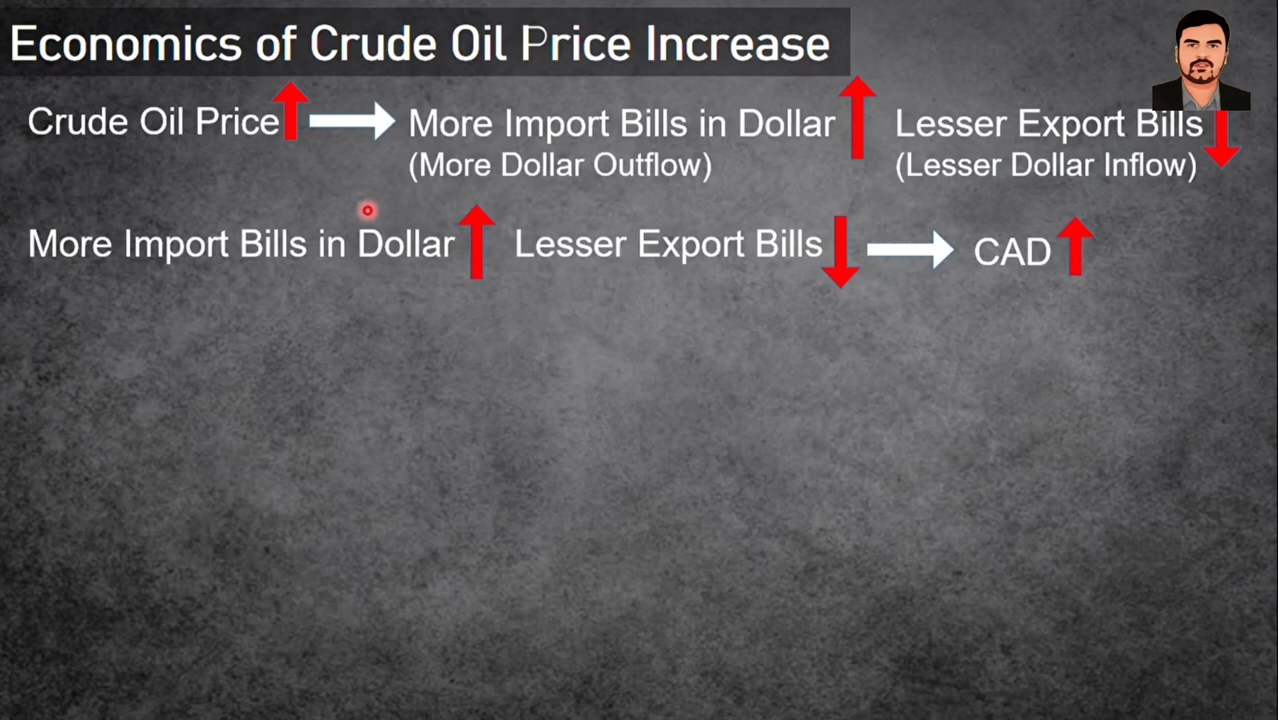 Economics of Crude Oil Price Increase
Crude Oil Price More Import Bills in Dollar Lesser Export Bills
(More Dollar Outflow) (Lesser Dollar Inflow)
More Import Bills in Dollar Lesser Export Bills CAD